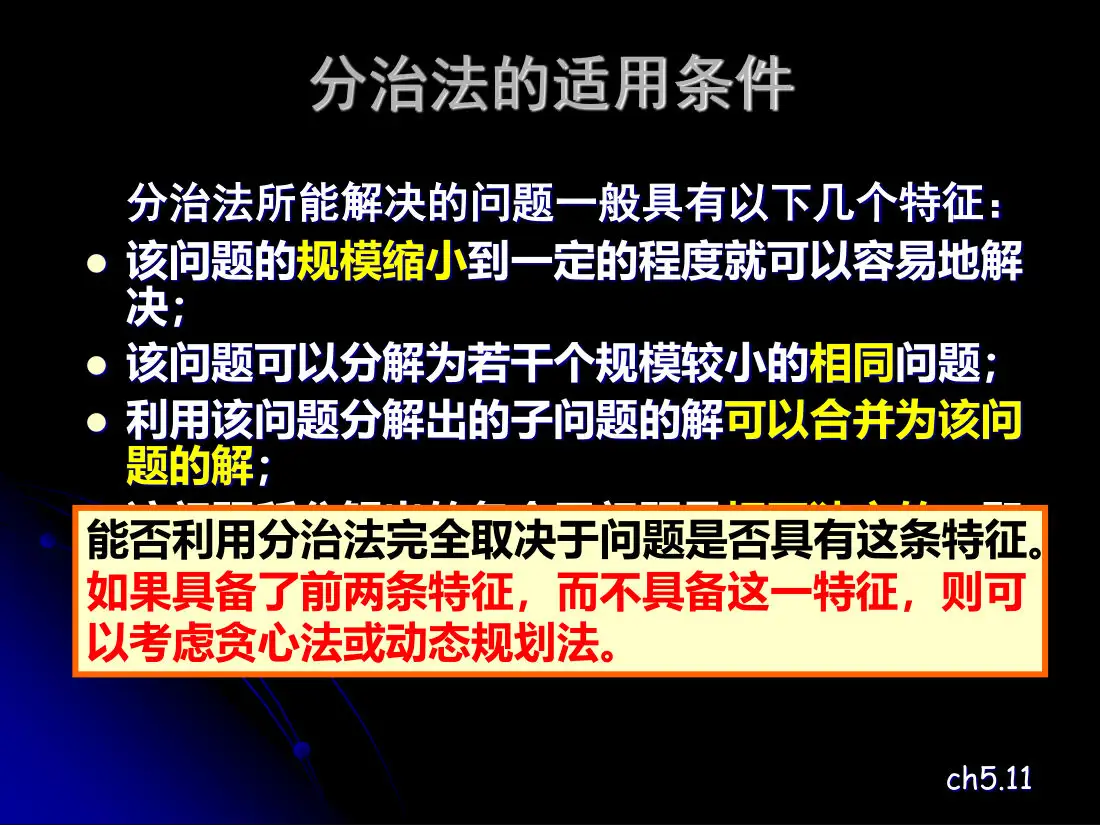 分治法的适用条件
分治法所能解决的问题一般具有以下几个特征：
该问题的规模缩小到一定的程度就可以容易地解
决；
该问题可以分解为若干个规模较小的相同问题；
利用该问题分解出的子问题的解可以合并为该问
题的解；
能否利用分治法完全取决于问题是否具有这条特征。
如果具备了前两条特征，而不具备这一特征，则可
以考虑贪心法或动态规划法。
ch5.11